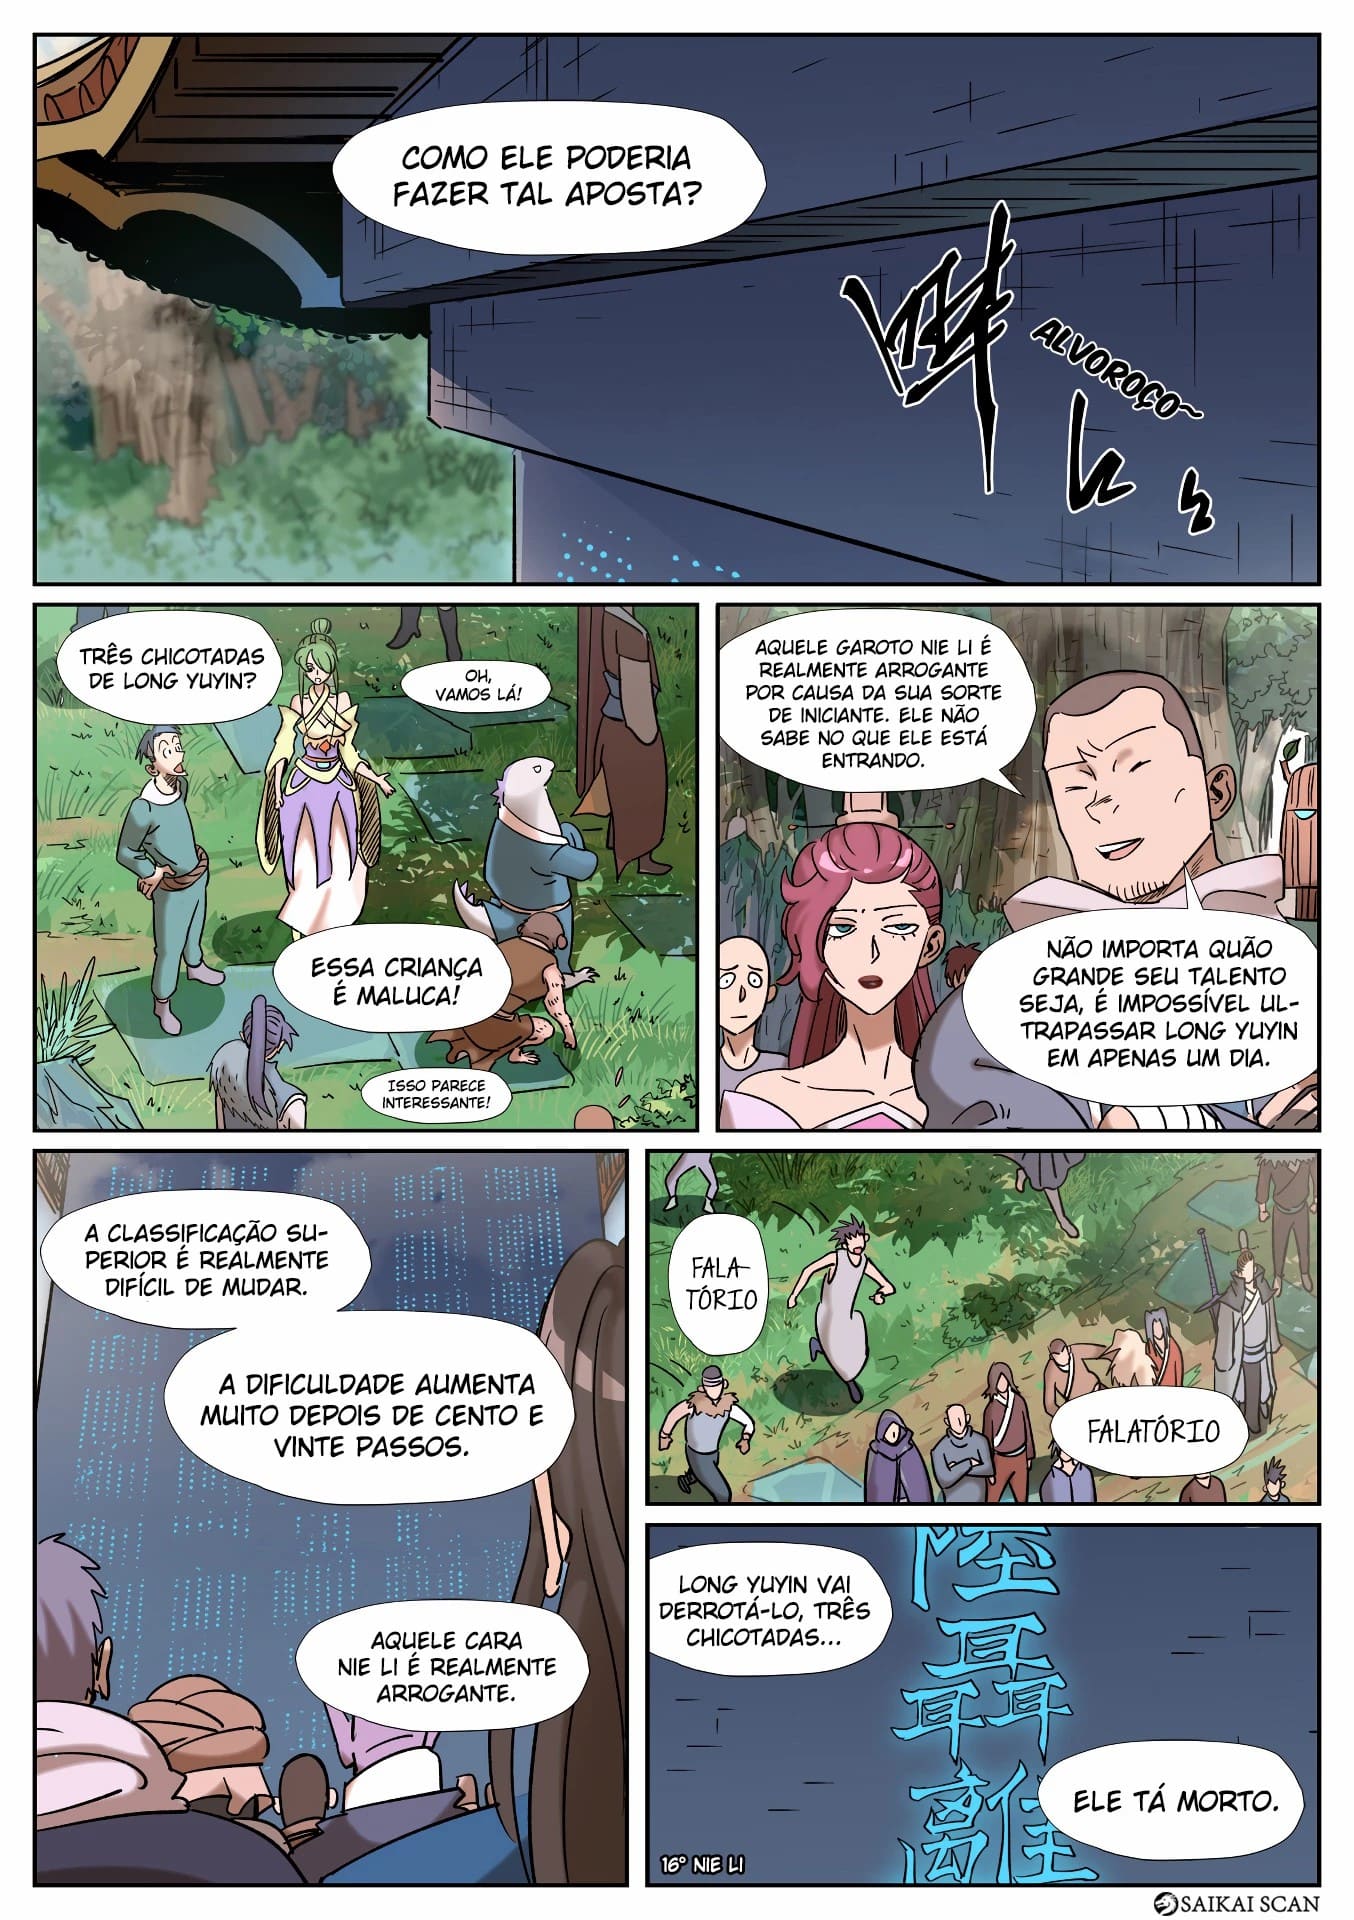 COMO ELE PODERIA
FAZER TAL APOSTA?
ALVOROÇO~
TRÊS CHICOTADAS
DE LONG YUYIN?
OH,
VAMOS LÁ!
ESSA CRIANÇA
É MALUCA!
ISSO PARECE
INTERESSANTE!
AQUELE GAROTO NIE LI É
REALMENTE ARROGANTE
POR CAUSA DA SUA SORTE
DE INICIANTE. ELE NÃO
SABE NO QUE ELE ESTÁ
ENTRANDO.
NÃO IMPORTA QUÃO
GRANDE SEU TALENTO
SEJA, É IMPOSSÍVEL UL-
TRAPASSAR LONG YUYIN
EM APENAS UM DIA.
A CLASSIFICAÇÃO SU-
PERIOR É REALMENTE
DIFÍCIL DE MUDAR.
A DIFICULDADE AUMENTA
MUITO DEPOIS DE CENTO E
VINTE PASSOS.
AQUELE CARA
NIE LI É REALMENTE
ARROGANTE.
FALA-
TÓRIO
FALATÓRIO
LONG YUYIN VAI
DERROTÁ-LO, TRÊS
CHICOTADAS...
陸
聶
離
ELE TÁ MORTO.
16° NIE LI
SAIKAI SCAN